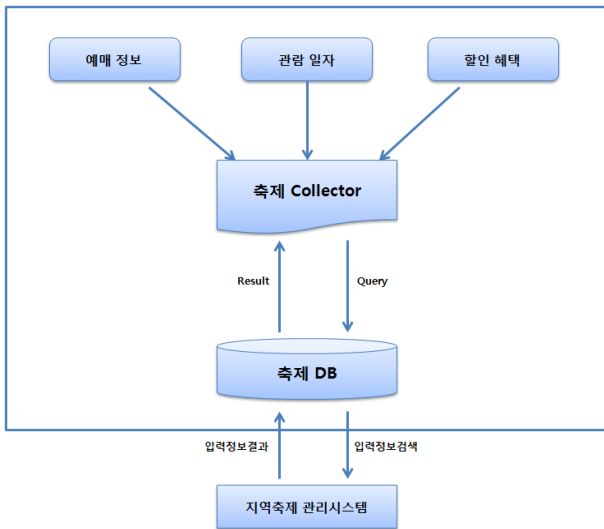 예매 정보
관람 일자
할인 혜택
축제 Collector
Result
Query
축제 DB
입력정보결과
입력정보검색
지역축제 관리시스템